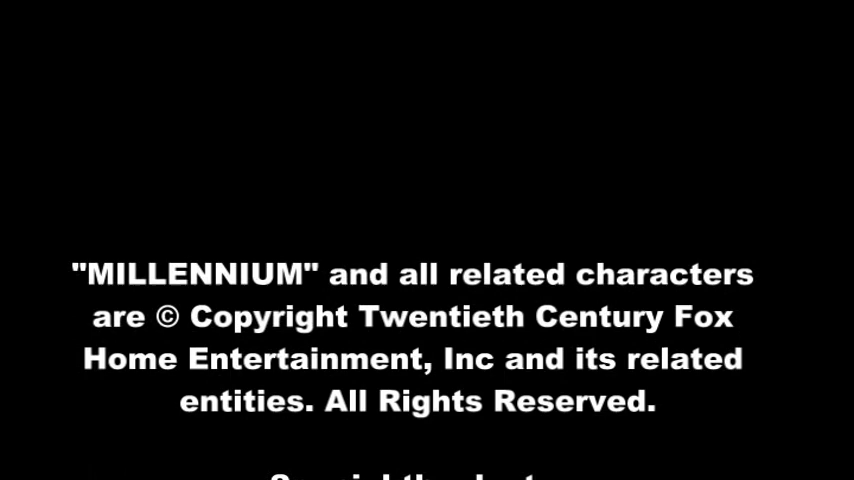 "MILLENNIUM" and all related characters
are © Copyright Twentieth Century Fox
Home Entertainment, Inc and its related
entities. All Rights Reserved.